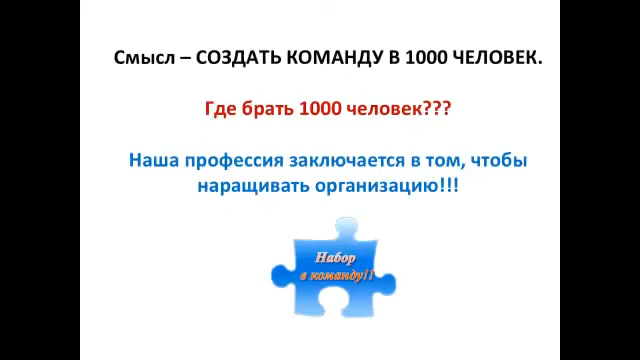 Смысл – СОЗДАТЬ КОМАНДУ В 1000 ЧЕЛОВЕК.
Где брать 1000 человек???
Наша профессия заключается в том, чтобы
наращивать организацию!!!
Набор
в команду!!